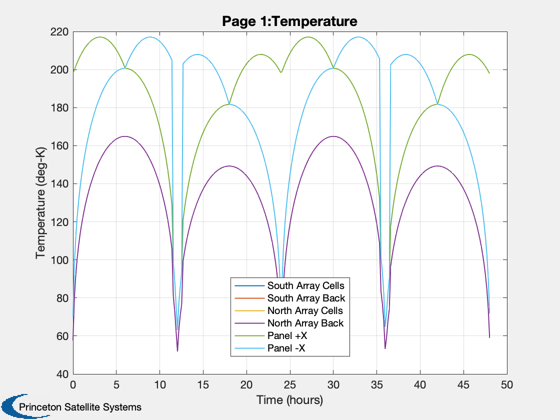 Page 1:Temperature
220
200
180
160
140
120
100
80
60
40
Temperature (deg-K)
South Array Cells
South Array Back
North Array Cells
North Array Back
Panel +X
Panel -X
0 5 10 15 20 25 30 35 40 45 50
Time (hours)
Princeton Satellite Systems